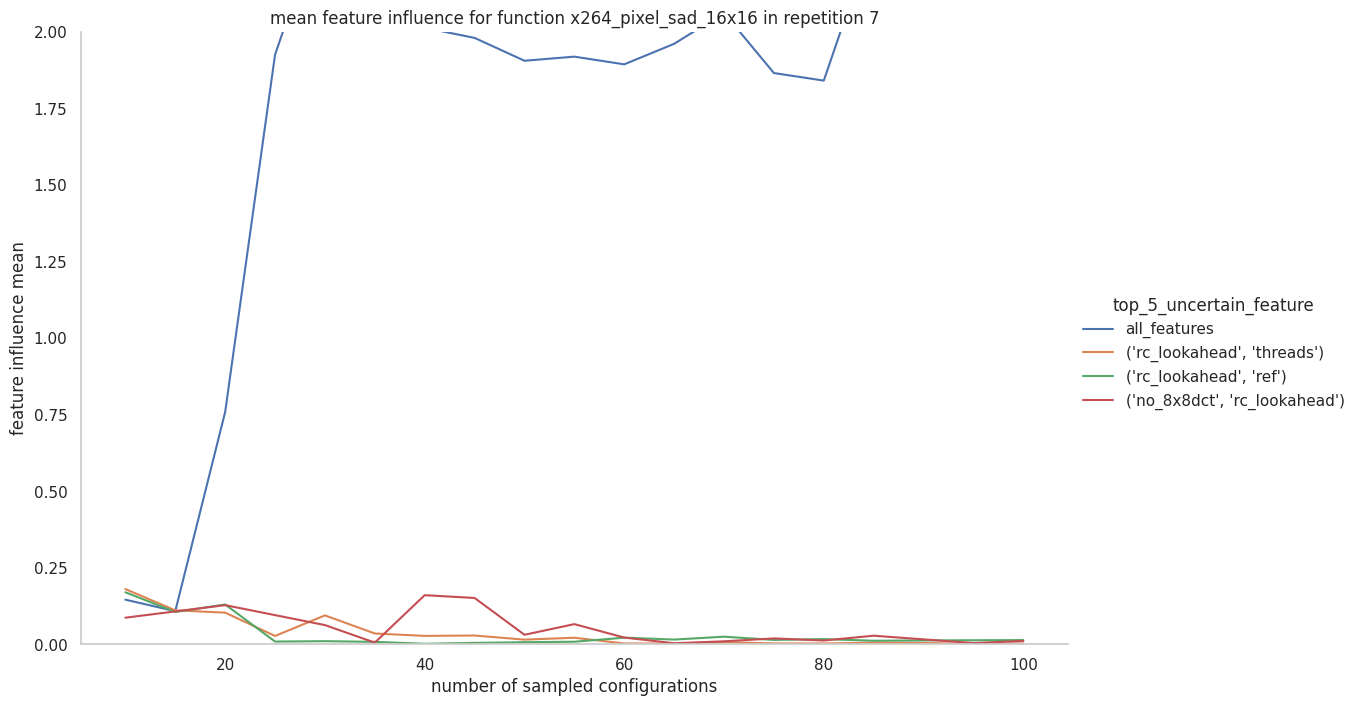 mean feature influence for function x264_pixel_sad_16x16 in repetition 7
2.00
1.75
1.50
1.25
1.00
0.75
0.50
0.25
0.00
feature influence mean
20
40
60
80
100
number of sampled configurations
top_5_uncertain_feature
all_features
('rc_lookahead', 'threads')
('rc_lookahead', 'ref')
('no_8x8dct', 'rc_lookahead')